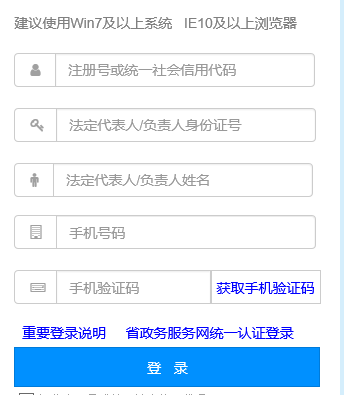 建议使用Win7及以上系统 IE10及以上浏览器
注册号或统一社会信用代码
法定代表人/负责人身份证号
法定代表人/负责人姓名
手机号码
手机验证码 获取手机验证码
重要登录说明 省政务服务网统一认证登录
登 录